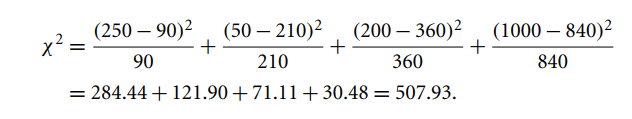 χ² = (250 – 90)²/90 + (50 – 210)²/210 + (200 – 360)²/360 + (1000 – 840)²/840
= 284.44 + 121.90 + 71.11 + 30.48 = 507.93.